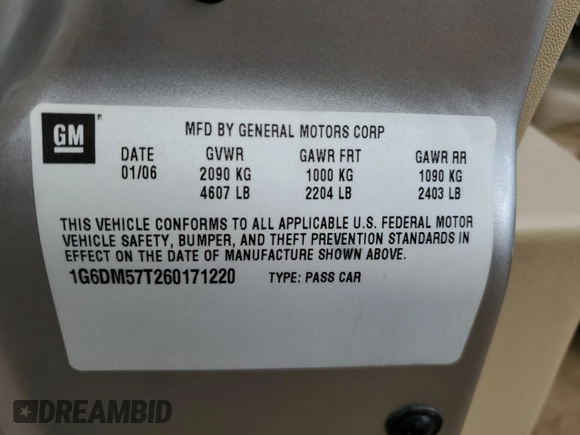 GM
MFD BY GENERAL MOTORS CORP
DATE GVWR GAWR FRT GAWR RR
01/06 2090 KG 1000 KG 1090 KG
4607 LB 2204 LB 2403 LB
THIS VEHICLE CONFORMS TO ALL APPLICABLE U.S. FEDERAL MOTOR
VEHICLE SAFETY, BUMPER, AND THEFT PREVENTION STANDARDS IN
EFFECT ON THE DATE OF MANUFACTURE SHOWN ABOVE.
1G6DM57T260171220 TYPE: PASS CAR
DREAMBID